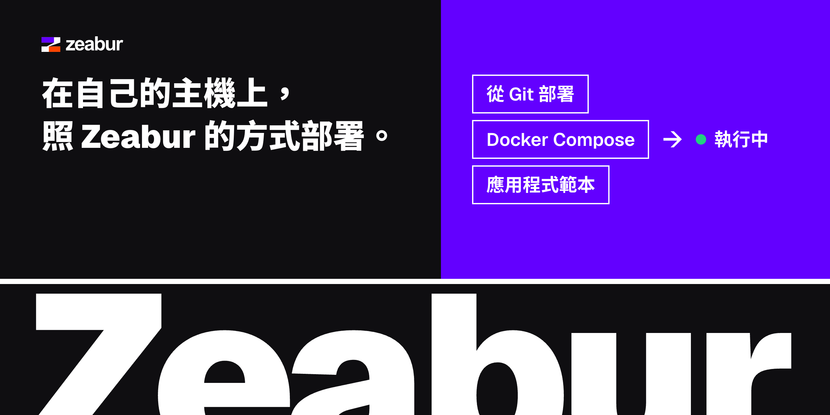 zeabur
在自己的主機上，
照 Zeabur 的方式部署。
從 Git 部署
Docker Compose
應用程式範本
→
執行中
Zeabur